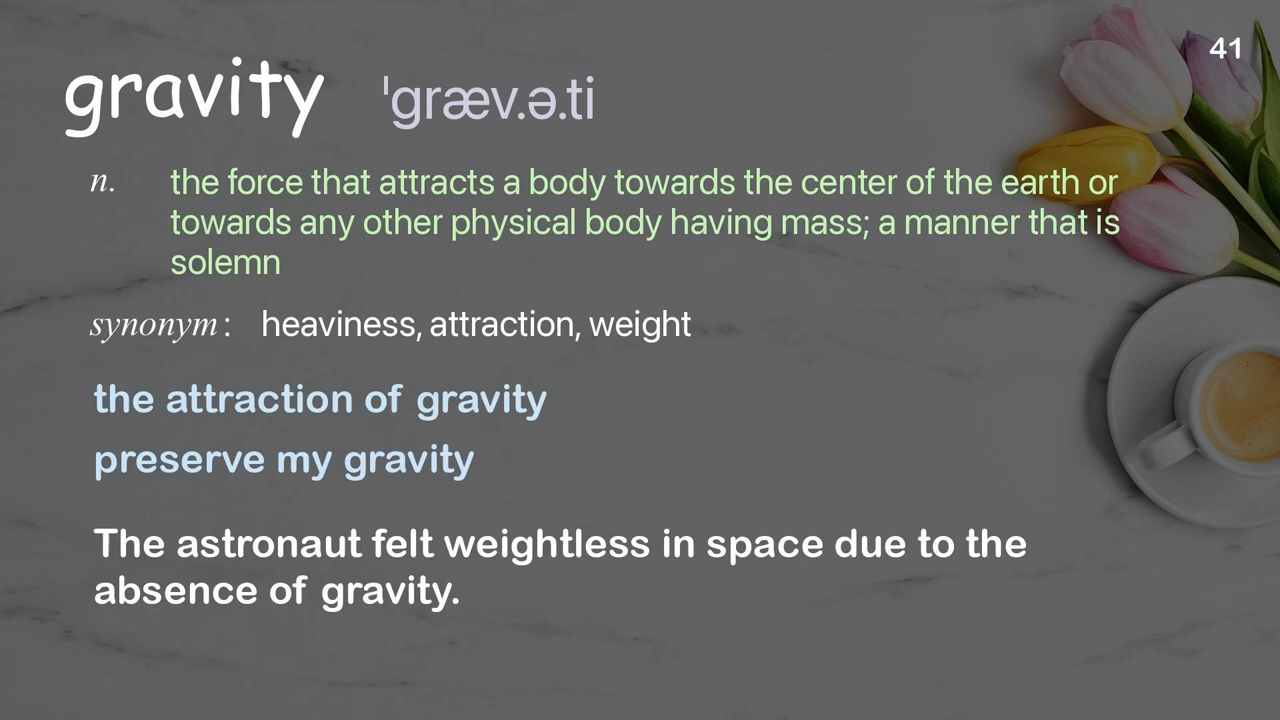 41
gravity ˈgræv.ə.ti
n. the force that attracts a body towards the center of the earth or
towards any other physical body having mass; a manner that is
solemn
synonym: heaviness, attraction, weight
the attraction of gravity
preserve my gravity
The astronaut felt weightless in space due to the
absence of gravity.